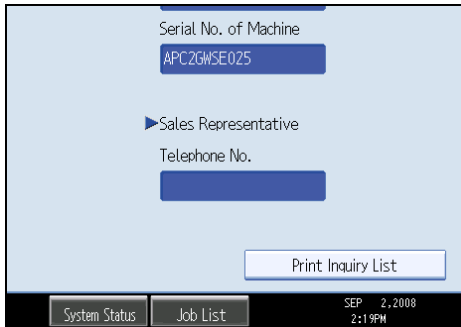 Serial No. of Machine
APC2GWSE025
►Sales Representative
Telephone No.
Print Inquiry List
System Status
Job List
SEP 2,2008
2:19PM